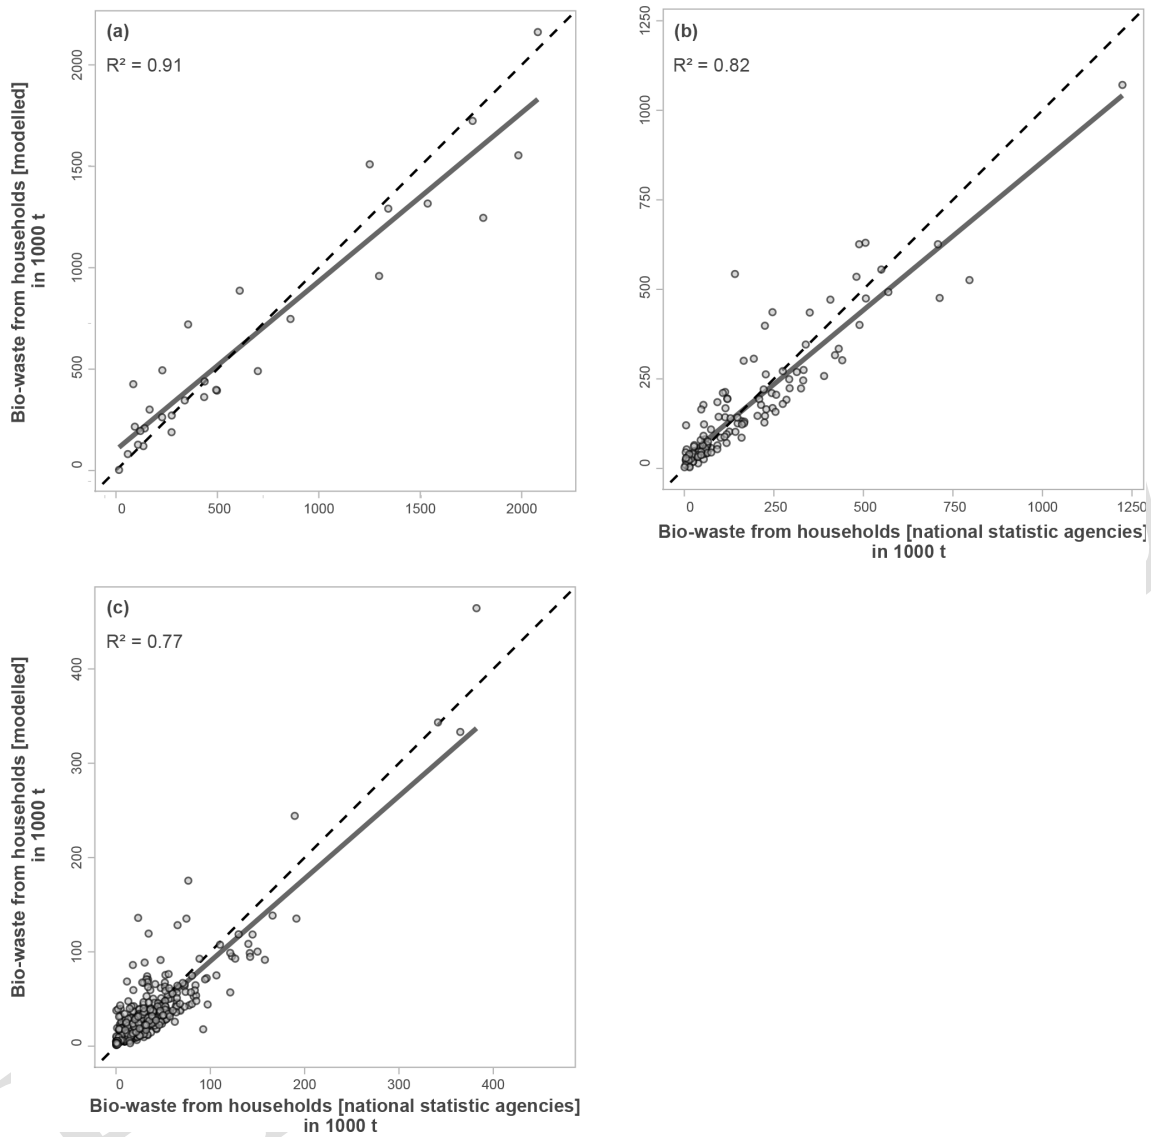 (a)
R² = 0.91
Bio-waste from households [modelled]
in 1000 t
2000
1500
1000
500
0
0
500
1000
1500
2000
(b)
R² = 0.82
1250
1000
750
500
250
0
0
250
500
750
1000
1250
Bio-waste from households [national statistic agencies]
in 1000 t
(c)
R² = 0.77
Bio-waste from households [modelled]
in 1000 t
400
300
200
100
0
0
100
200
300
400
Bio-waste from households [national statistic agencies]
in 1000 t